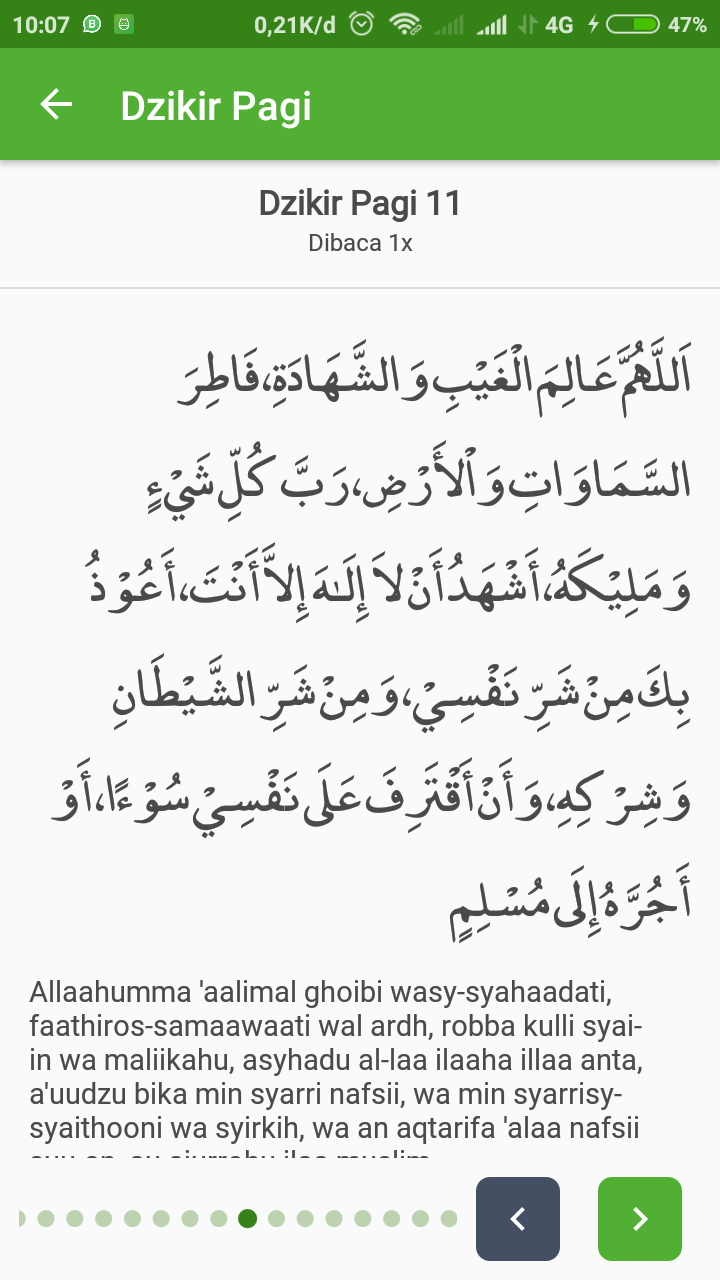 10:07 0,21K/d 4G 47%
Dzikir Pagi
Dzikir Pagi 11
Dibaca 1x
اَللَّهُمَّ عَالِمَ الْغَيْبِ وَالشَّهَادَةِ،فَاطِرَ
السَّمَاوَاتِ وَاْلأَرْضِ،رَبَّ كُلِّ شَيْءٍ
وَمَلِيْكَهُ،أَشْهَدُ أَنْ لاَ إِلَـٰهَ إِلاَّ أَنْتَ،أَعُوْذُ
بِكَ مِنْ شَرِّ نَفْسِيْ،وَمِنْ شَرِّ الشَّيْطَانِ
وَشِرْكِهِ،وَأَنْ أَقْتَرِفَ عَلَى نَفْسِيْ سُوْءًا،أَوْ
أَجُرَّهُ إِلَى مُسْلِمٍ
Allaahumma 'aalimal ghoibi wasy-syahaadati,
faathiros-samaawaati wal ardh, robba kulli syai-
in wa maliikahu, asyhadu al-laa ilaaha illaa anta,
a'uudzu bika min syarri nafsii, wa min syarrisy-
syaithooni wa syirkih, wa an aqtarifa 'alaa nafsii